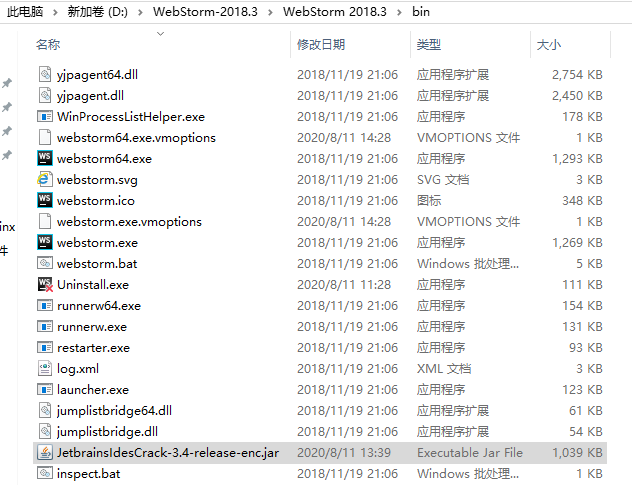 此电脑 > 新加卷 (D:) > WebStorm-2018.3 > WebStorm 2018.3 > bin
名称 修改日期 类型 大小
yjpagent64.dll 2018/11/19 21:06 应用程序扩展 2,754 KB
yjpagent.dll 2018/11/19 21:06 应用程序扩展 2,450 KB
WinProcessListHelper.exe 2018/11/19 21:06 应用程序 178 KB
webstorm64.exe.vmoptions 2020/8/11 14:28 VMOPTIONS 文件 1 KB
webstorm64.exe 2018/11/19 21:06 应用程序 1,293 KB
webstorm.svg 2018/11/19 21:06 SVG 文档 3 KB
webstorm.ico 2018/11/19 21:06 图标 348 KB
inx webstorm.exe.vmoptions 2020/8/11 14:28 VMOPTIONS 文件 1 KB
件 webstorm.exe 2018/11/19 21:06 应用程序 1,269 KB
webstorm.bat 2018/11/19 21:06 Windows 批处理... 5 KB
Uninstall.exe 2020/8/11 11:28 应用程序 111 KB
runnerw64.exe 2018/11/19 21:06 应用程序 154 KB
runnerw.exe 2018/11/19 21:06 应用程序 131 KB
restarter.exe 2018/11/19 21:06 应用程序 93 KB
log.xml 2018/11/19 21:06 XML 文档 3 KB
launcher.exe 2018/11/19 21:06 应用程序 123 KB
jumplistbridge64.dll 2018/11/19 21:06 应用程序扩展 61 KB
jumplistbridge.dll 2018/11/19 21:06 应用程序扩展 54 KB
JetbrainsIdesCrack-3.4-release-enc.jar 2020/8/11 13:39 Executable Jar File 1,039 KB
inspect.bat 2018/11/19 21:06 Windows 批处理... 1 KB